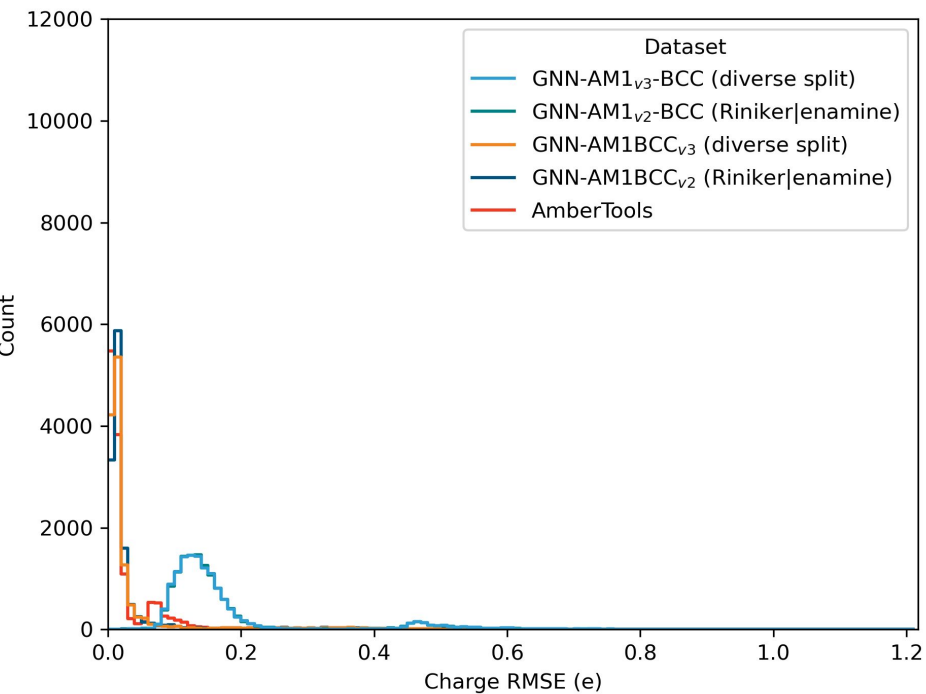 12000
10000
8000
6000
4000
2000
0
Count
Dataset
GNN-AM1v3-BCC (diverse split)
GNN-AM1v2-BCC (Riniker|enamine)
GNN-AM1BCCv3 (diverse split)
GNN-AM1BCCv2 (Riniker|enamine)
AmberTools
0.0 0.2 0.4 0.6 0.8 1.0 1.2
Charge RMSE (e)